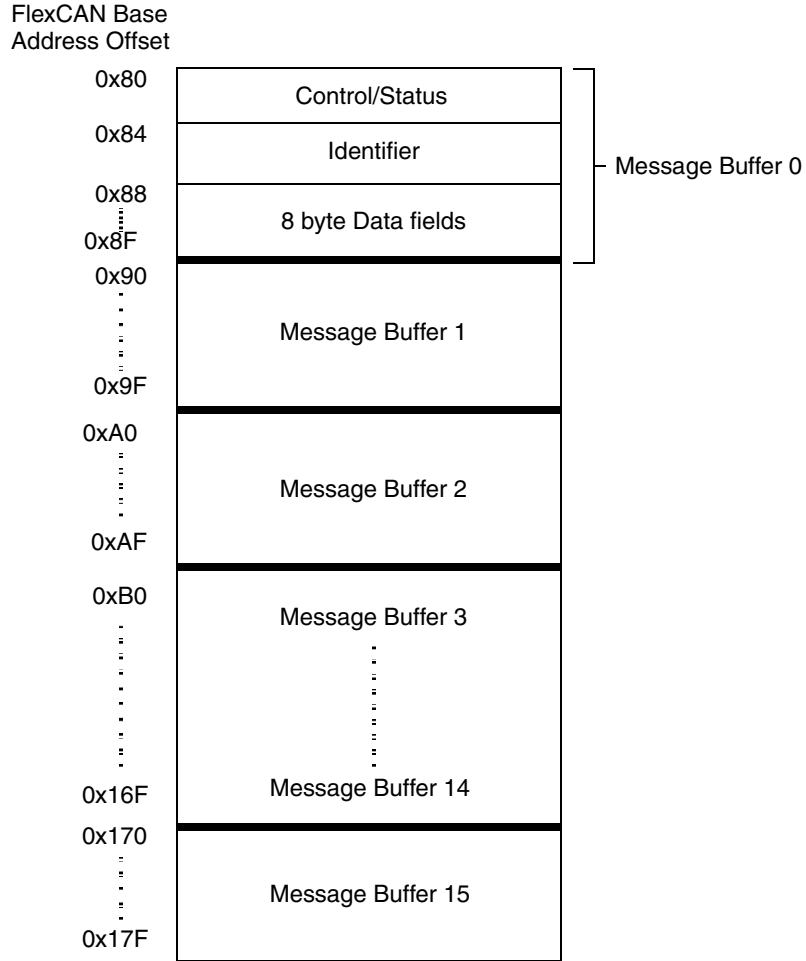 FlexCAN Base
Address Offset
0x80
Control/Status
0x84
Identifier
Message Buffer 0
0x88
8 byte Data fields
0x8F
0x90
Message Buffer 1
0x9F
0xA0
Message Buffer 2
0xAF
0xB0
Message Buffer 3
0x16F
Message Buffer 14
0x170
Message Buffer 15
0x17F